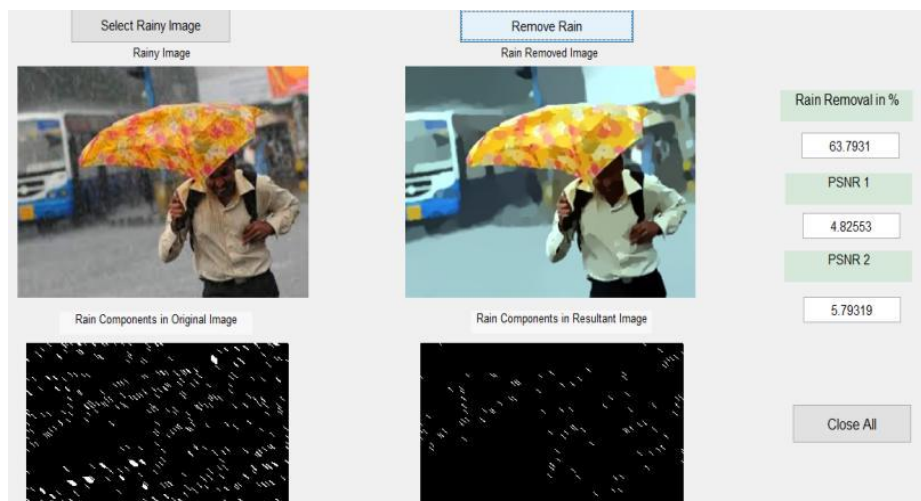 Select Rainy Image
Remove Rain
Rainy Image
Rain Removed Image
Rain Removal in %
63.7931
PSNR 1
4.82553
PSNR 2
5.79319
Rain Components in Original Image
Rain Components in Resultant Image
Close All